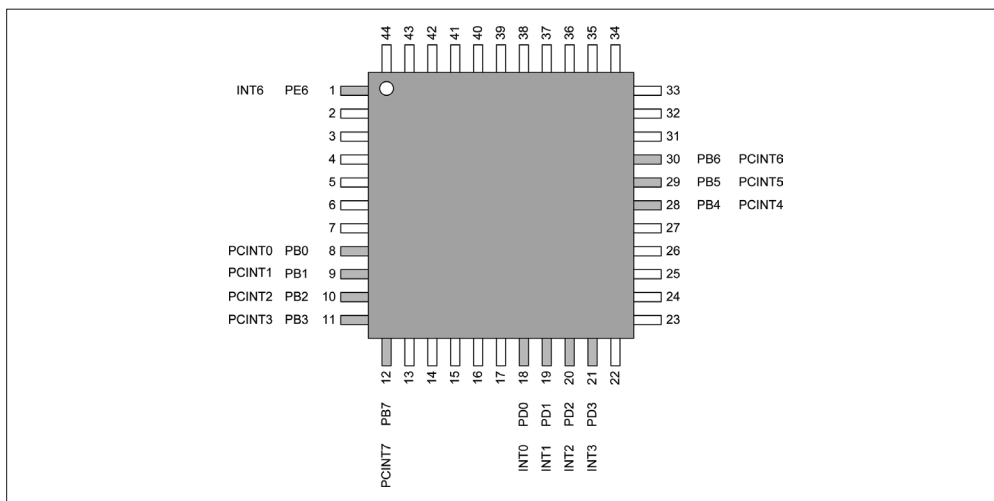 44 43 42 41 40 39 38 37 36 35 34
INT6 PE6 1
2
3
4
5
6
7
PCINT0 PB0 8
PCINT1 PB1 9
PCINT2 PB2 10
PCINT3 PB3 11
33
32
31
30 PB6 PCINT6
29 PB5 PCINT5
28 PB4 PCINT4
27
26
25
24
23
12 13 14 15 16 17 18 19 20 21 22
PB7 PD0 PD1 PD2 PD3
PCINT7 INT0 INT1 INT2 INT3